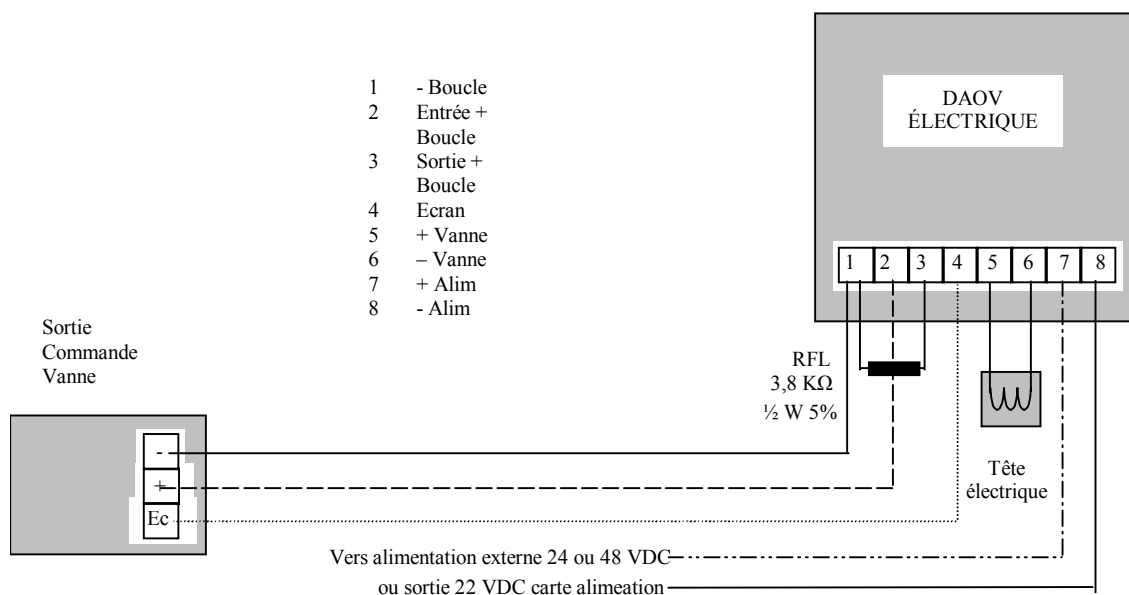 DAOV
ÉLECTRIQUE
1 - Boucle
2 Entrée +
Boucle
3 Sortie +
Boucle
4 Ecran
5 + Vanne
6 – Vanne
7 + Alim
8 - Alim
1 2 3 4 5 6 7 8
Sortie
Commande
Vanne
RFL
3,8 KΩ
½ W 5%
-
+
Ec
Tête
électrique
Vers alimentation externe 24 ou 48 VDC
ou sortie 22 VDC carte alimeation